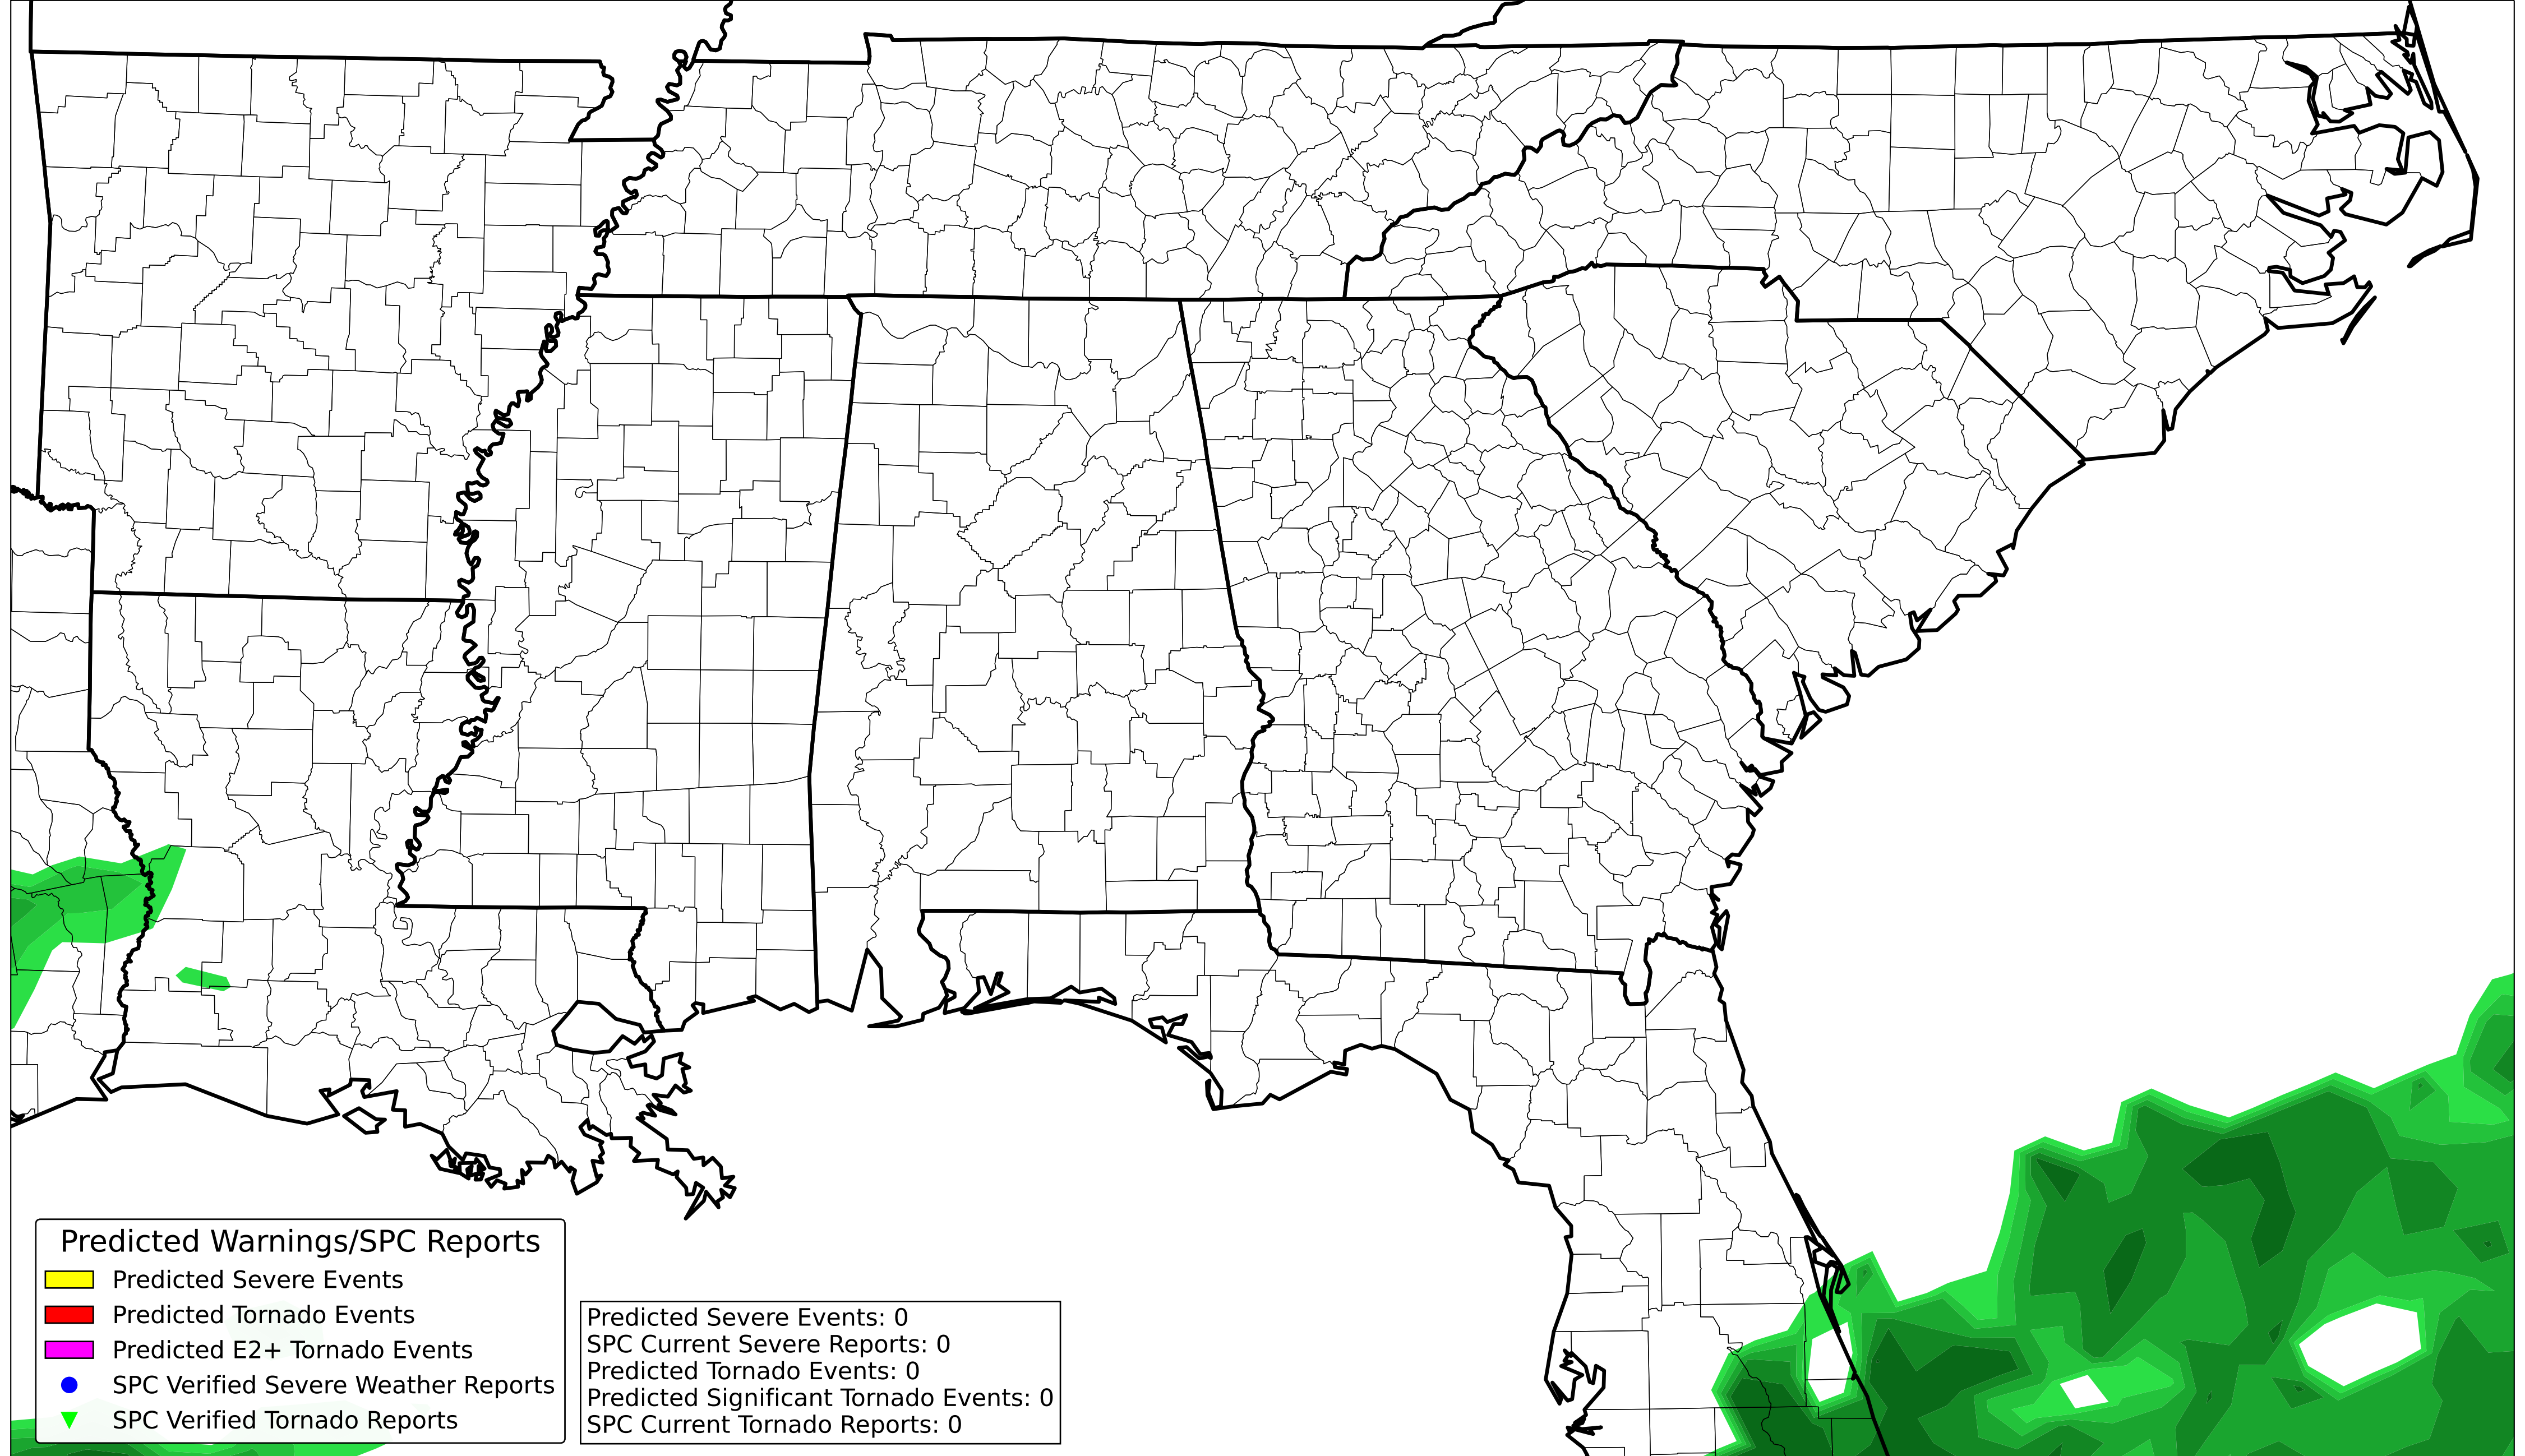 Predicted Warnings/SPC Reports
Predicted Severe Events
Predicted Tornado Events
Predicted E2+ Tornado Events
SPC Verified Severe Weather Reports
SPC Verified Tornado Reports
Predicted Severe Events: 0
SPC Current Severe Reports: 0
Predicted Tornado Events: 0
Predicted Significant Tornado Events: 0
SPC Current Tornado Reports: 0